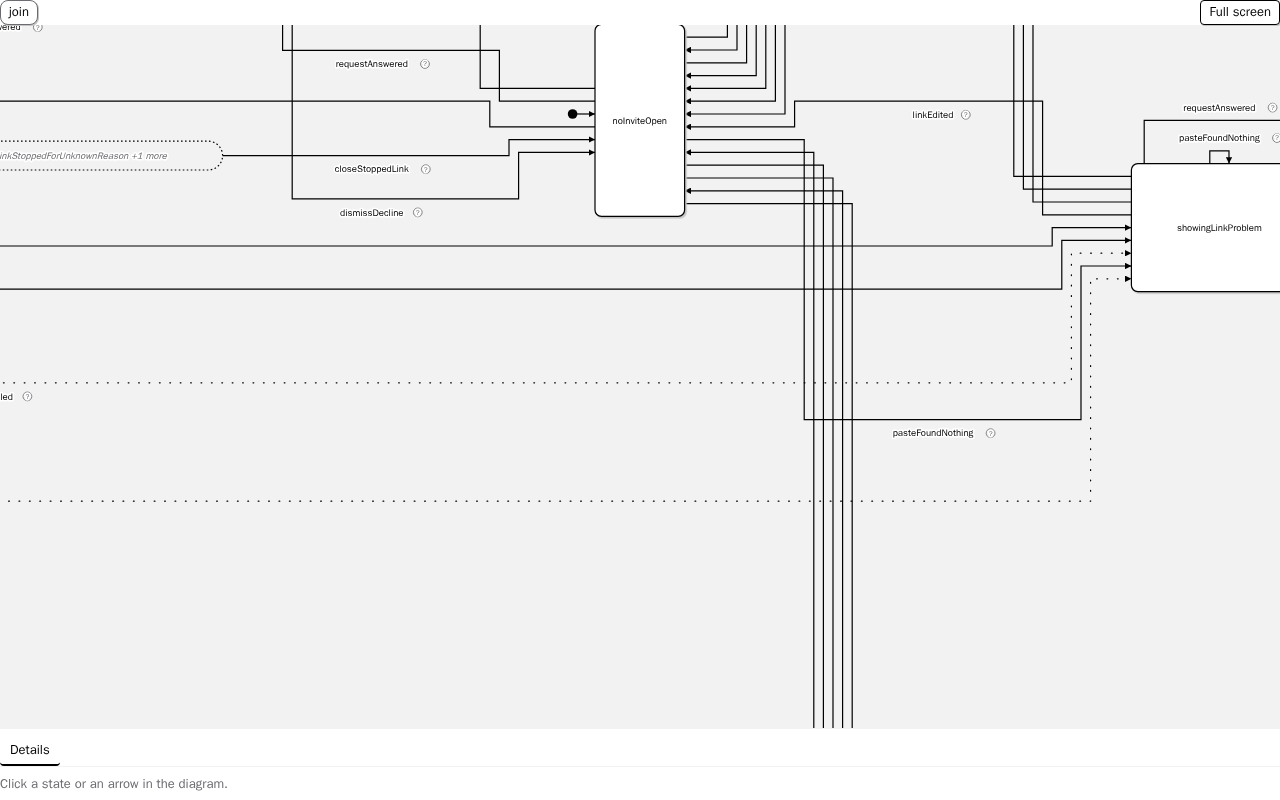 join
Full screen
requestAnswered
requestAnswered
linkEdited
noInviteOpen
pasteFoundNothing
inkStoppedForUnknownReason +1 more
closeStoppedLink
dismissDecline
showingLinkProblem
led
pasteFoundNothing
Details
Click a state or an arrow in the diagram.